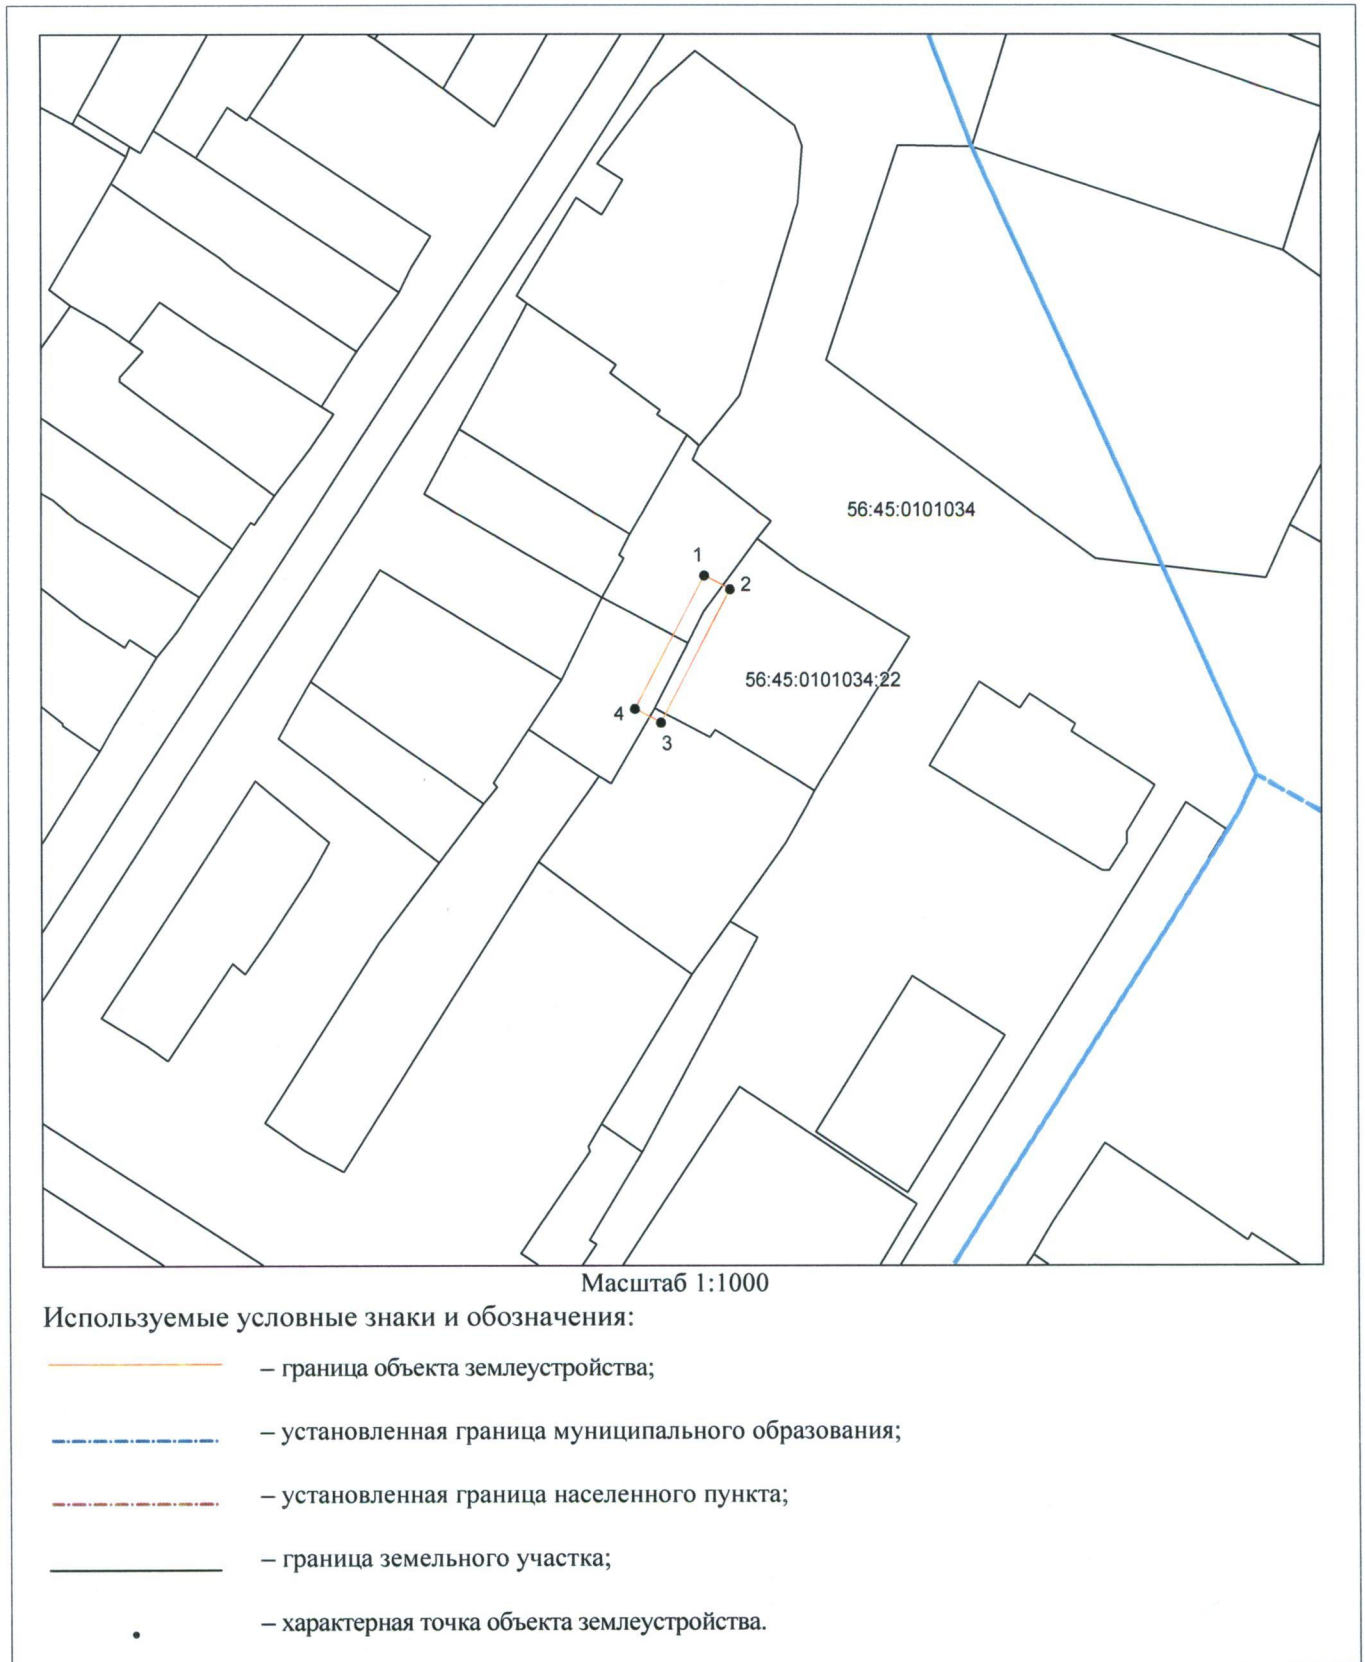 56:45:0101034
1
2
56:45:0101034:22
4
3
Масштаб 1:1000
Используемые условные знаки и обозначения:
– граница объекта землеустройства;
– установленная граница муниципального образования;
– установленная граница населенного пункта;
– граница земельного участка;
– характерная точка объекта землеустройства.